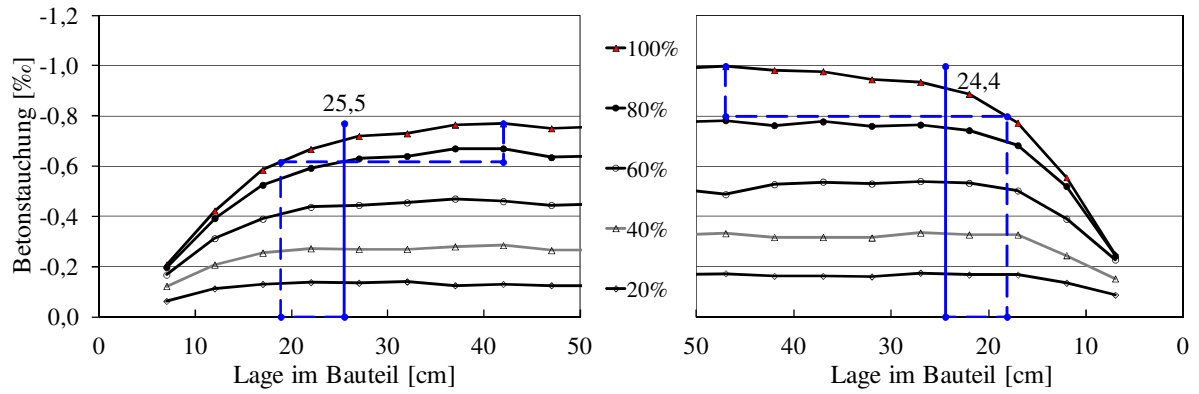 Betonstauchung [‰]
-1,2
-1,0
-0,8
-0,6
-0,4
-0,2
0,0
25,5
0 10 20 30 40 50
Lage im Bauteil [cm]
100%
80%
60%
40%
20%
24,4
50 40 30 20 10 0
Lage im Bauteil [cm]